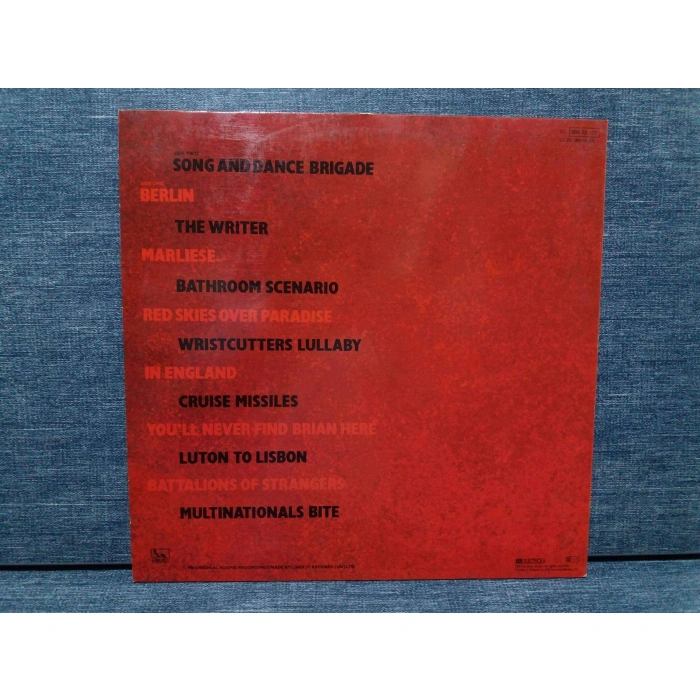 SONG AND DANCE BRIGADE
BERLIN
THE WRITER
MARLIESE
BATHROOM SCENARIO
RED SKIES OVER PARADISE
WRISTCUTTERS LULLABY
IN ENGLAND
CRUISE MISSILES
YOU'LL NEVER FIND BRIAN HERE
LUTON TO LISBON
BATTALIONS OF STRANGERS
MULTINATIONALS BITE